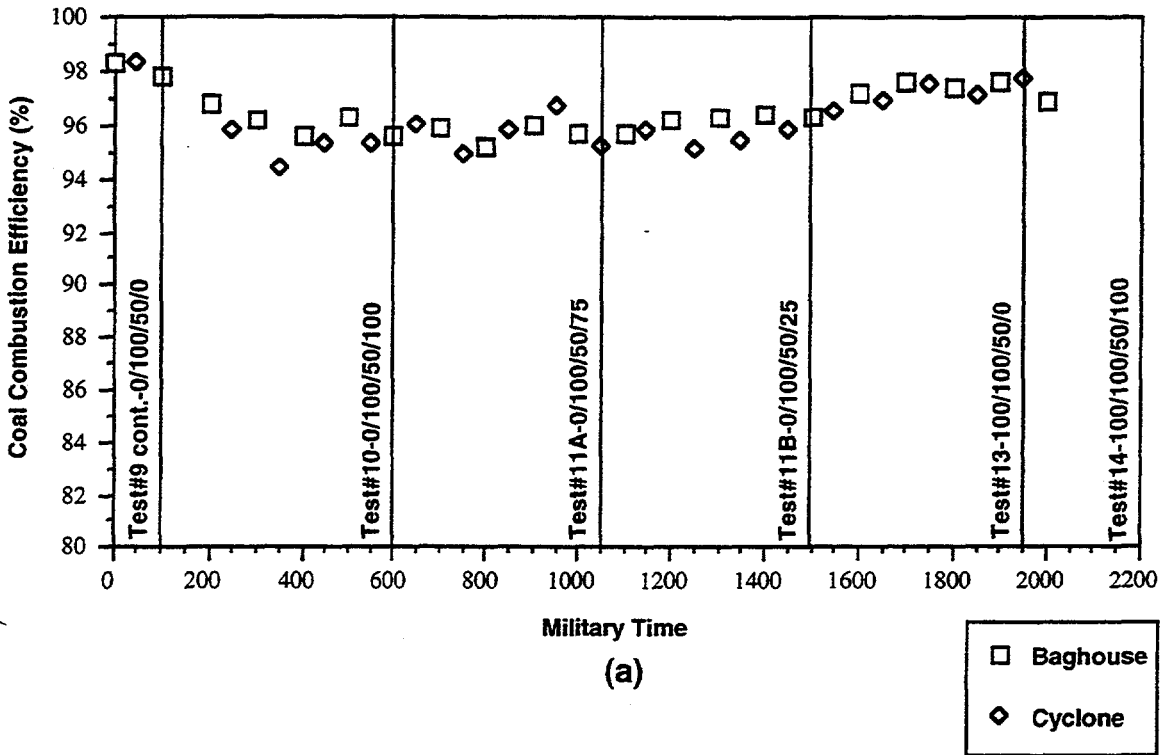 100
98
96
94
92
90
88
86
84
82
80
Coal Combustion Efficiency (%)
Test#9 cont.-0/100/50/0
Test#10-0/100/50/100
Test#11A-0/100/50/75
Test#11B-0/100/50/25
Test#13-100/100/50/0
Test#14-100/100/50/100
0 200 400 600 800 1000 1200 1400 1600 1800 2000 2200
Military Time
(a)
Baghouse
Cyclone